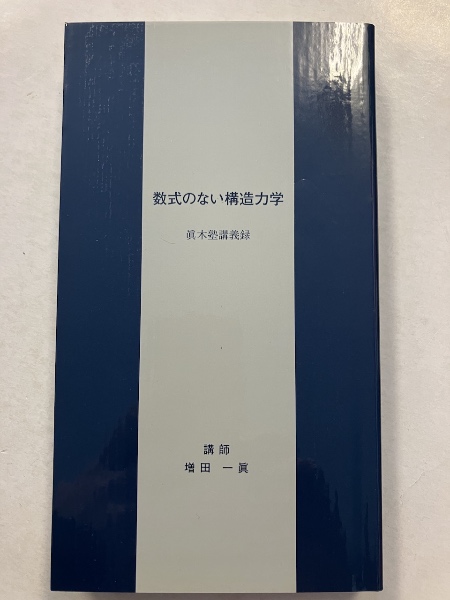 数式のない構造力学
眞木塾講義録
講師
増田 一眞